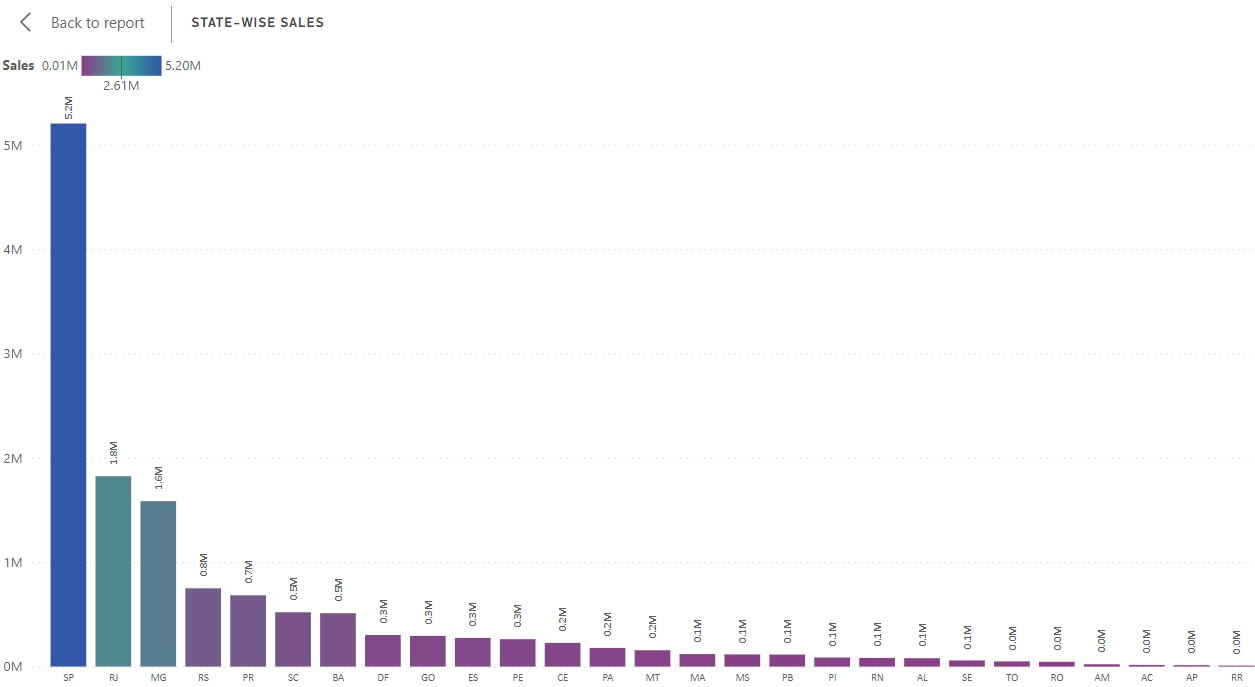 Back to report
STATE-WISE SALES
Sales 0.01M 5.20M
2.61M
5.2M
5M
4M
3M
2M
1.8M
1.6M
1M
0.8M
0.7M
0.5M
0.5M
0.3M
0.3M
0.3M
0.3M
0.2M
0.2M
0.2M
0.1M
0.1M
0.1M
0.1M
0.1M
0.1M
0.1M
0.0M
0.0M
0.0M
0.0M
0.0M
0.0M
0M
SP RJ MG RS PR SC BA DF GO ES PE CE PA MT MA MS PB PI RN AL SE TO RO AM AC AP RR